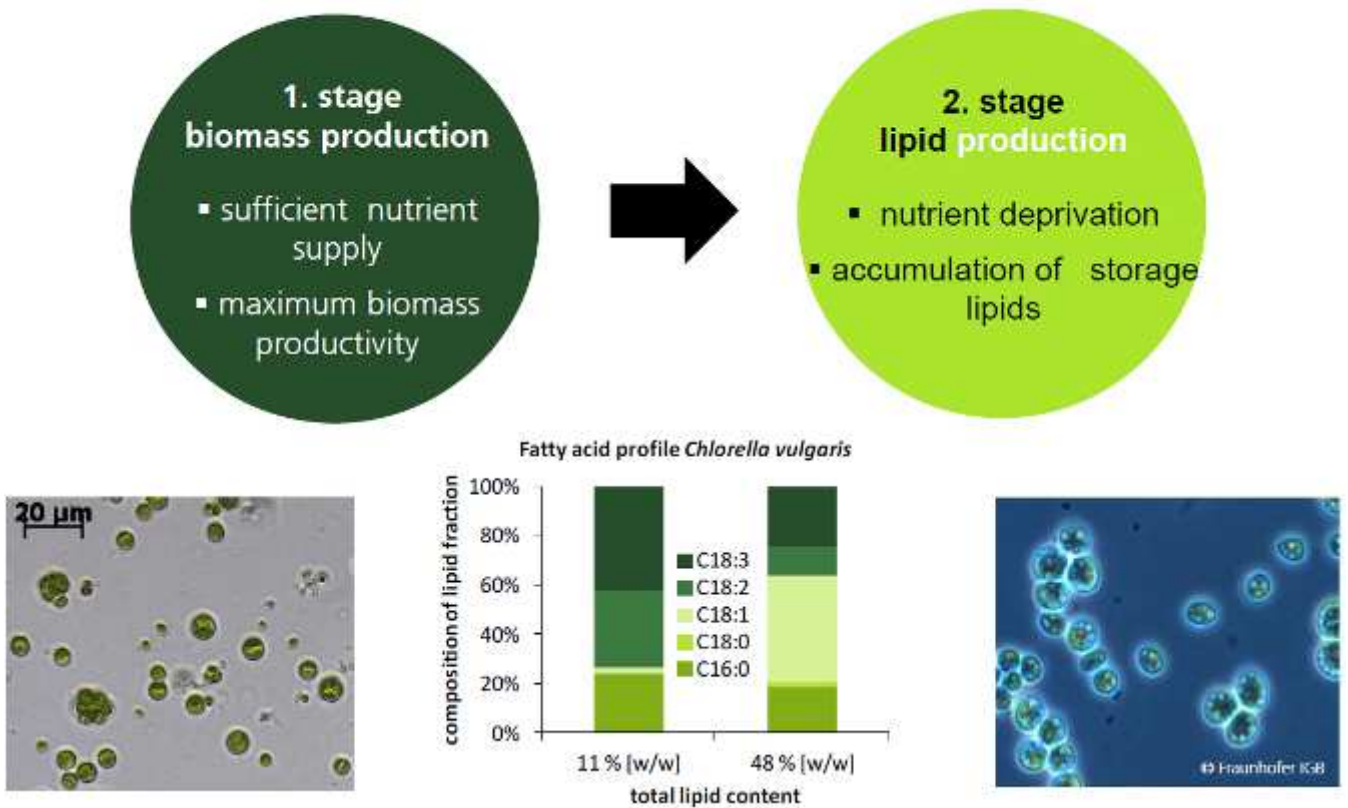 1. stage
biomass production
▪ sufficient nutrient
supply
▪ maximum biomass
productivity
2. stage
lipid production
▪ nutrient deprivation
▪ accumulation of storage
lipids
Fatty acid profile Chlorella vulgaris
composition of lipid fraction
100%
80%
60%
40%
20%
0%
C18:3
C18:2
C18:1
C18:0
C16:0
11 % [w/w]
48 % [w/w]
total lipid content
20 µm
© Fraunhofer IGB